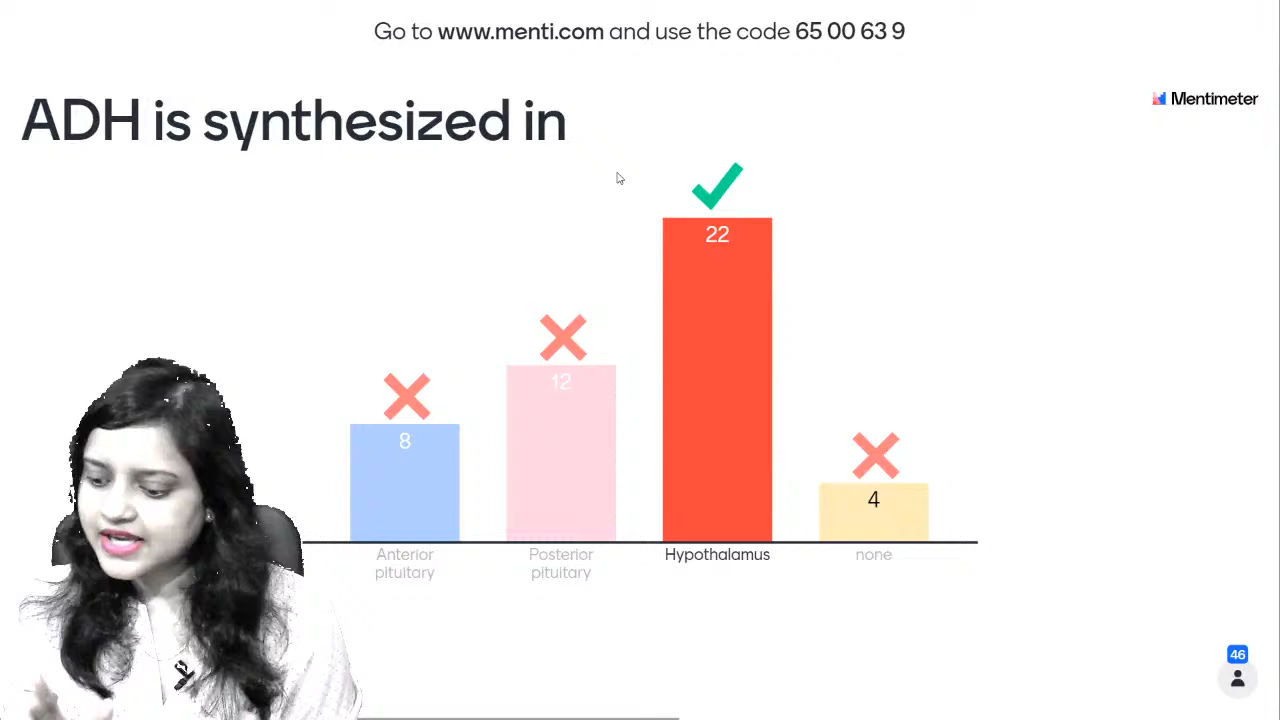 Go to www.menti.com and use the code 65 00 63 9
Mentimeter
ADH is synthesized in
22
12
8
4
Anterior
pituitary
Posterior
pituitary
Hypothalamus
none
46